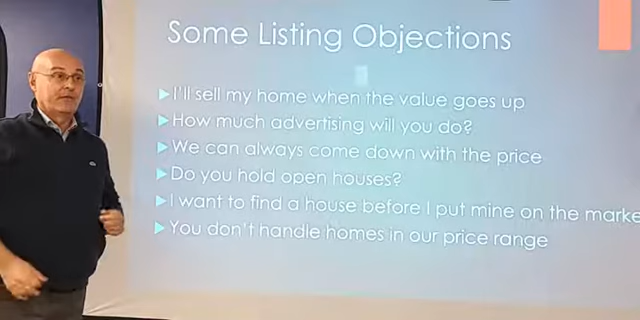 Some Listing Objections
I'll sell my home when the value goes up
How much advertising will you do?
We can always come down with the price
Do you hold open houses?
I want to find a house before I put mine on the marke
You don't handle homes in our price range